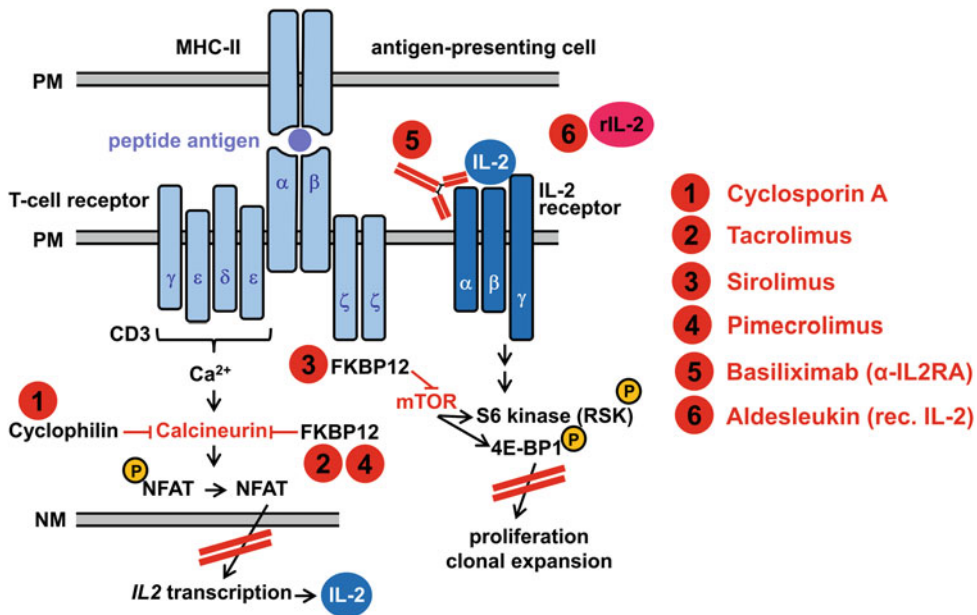 MHC-II
antigen-presenting cell
PM
peptide antigen
5
6
rIL-2
IL-2
α
β
T-cell receptor
IL-2
receptor
PM
γ
ε
δ
ε
ζ
ζ
α
β
γ
CD3
Ca²⁺
3
FKBP12
mTOR
S6 kinase (RSK)
P
4E-BP1
P
1
Cyclophilin
Calcineurin
FKBP12
2
4
P
NFAT
NFAT
NM
IL2 transcription
IL-2
proliferation
clonal expansion
1 Cyclosporin A
2 Tacrolimus
3 Sirolimus
4 Pimecrolimus
5 Basiliximab (α-IL2RA)
6 Aldesleukin (rec. IL-2)